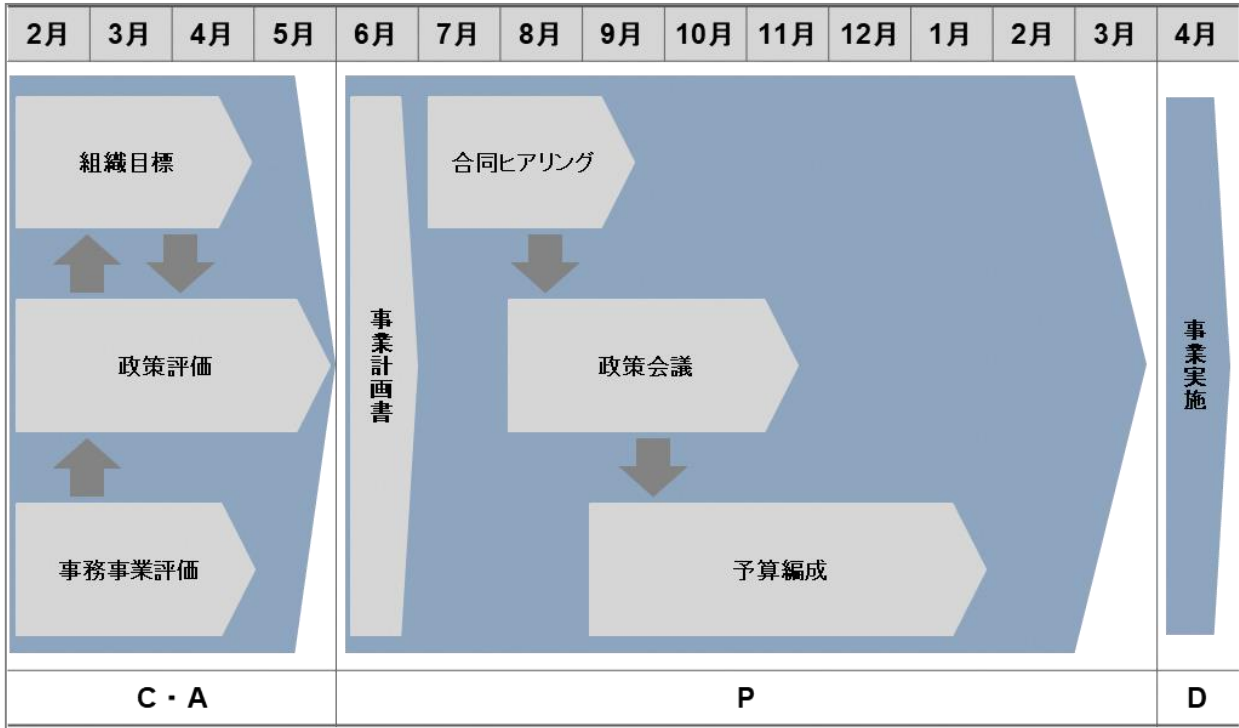 2月 3月 4月 5月 6月 7月 8月 9月 10月 11月 12月 1月 2月 3月 4月
組織目標
合同ヒアリング
政策評価
事業計画書
政策会議
事業実施
事務事業評価
予算編成
C・A P D